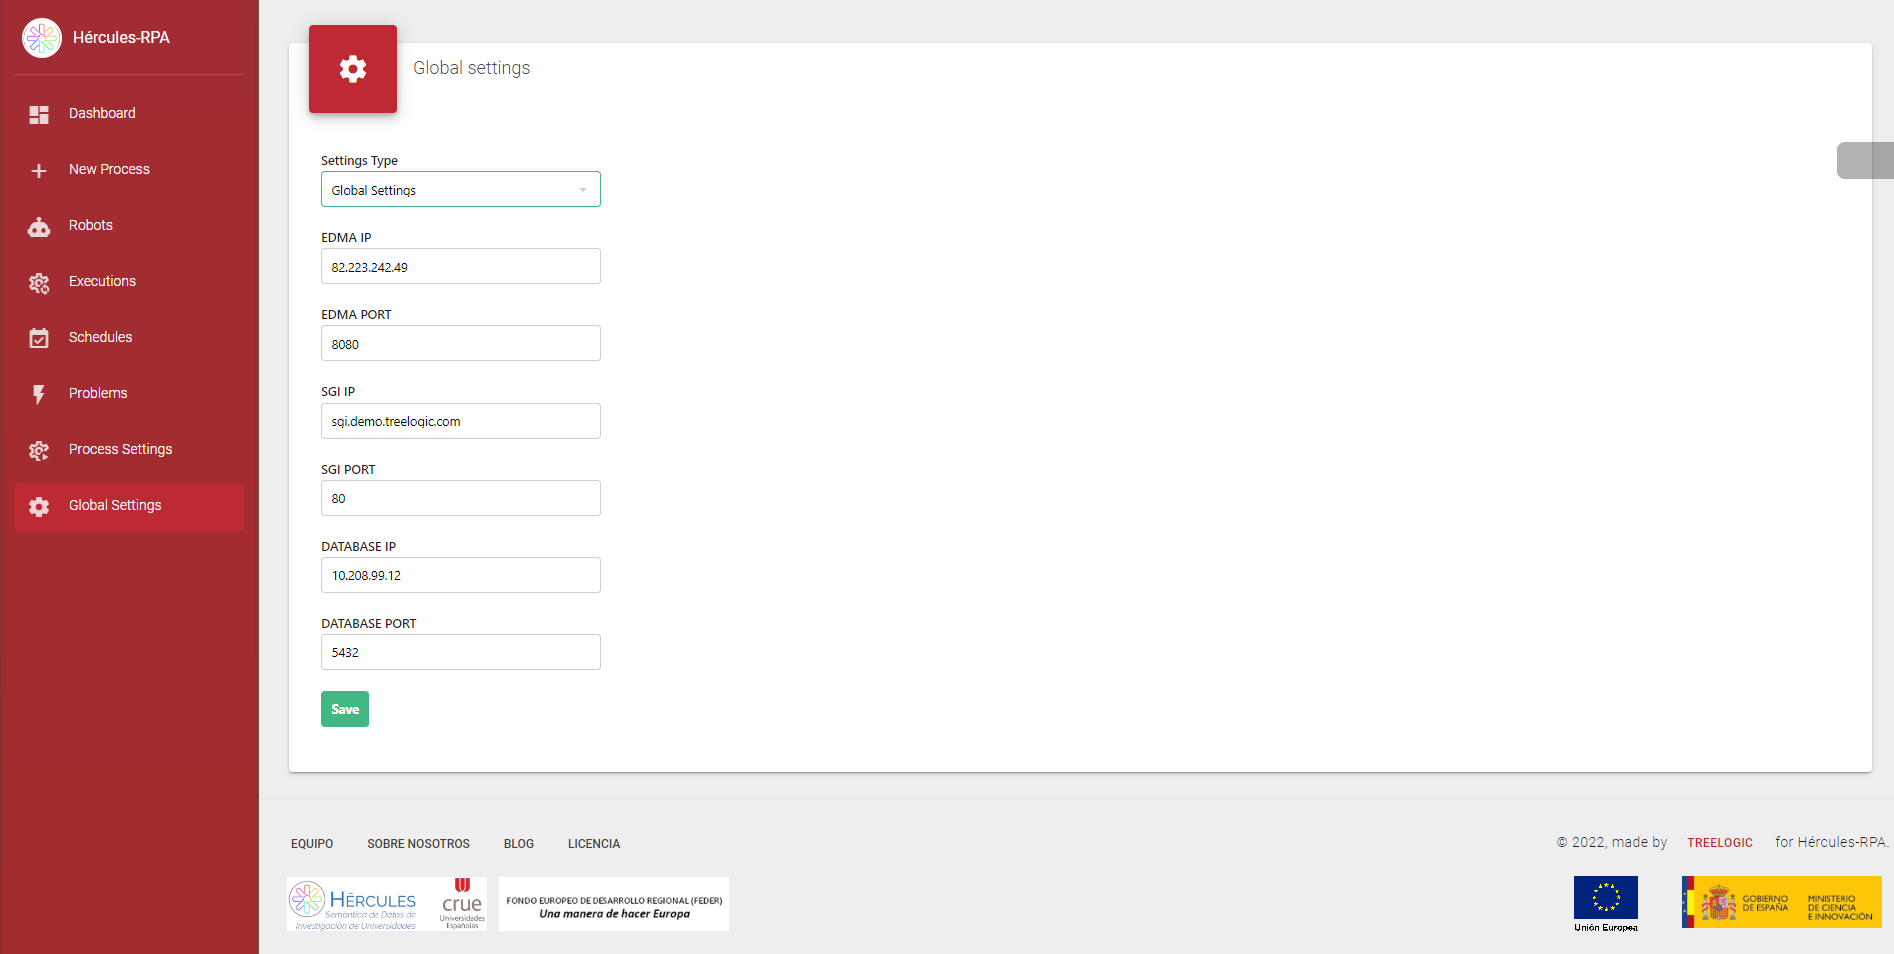 Hércules-RPA
Dashboard
New Process
Robots
Executions
Schedules
Problems
Process Settings
Global Settings
Global settings
Settings Type
Global Settings
EDMA IP
82.223.242.49
EDMA PORT
8080
SGI IP
sgi.demo.treelogic.com
SGI PORT
80
DATABASE IP
10.208.99.12
DATABASE PORT
5432
Save
EQUIPO SOBRE NOSOTROS BLOG LICENCIA
© 2022, made by TREELOGIC for Hércules-RPA.
HÉRCULES
Semántica de Datos de
Investigación de Universidades
crue
Universidades
Españolas
FONDO EUROPEO DE DESARROLLO REGIONAL (FEDER)
Una manera de hacer Europa
Unión Europea
GOBIERNO
DE ESPAÑA
MINISTERIO
DE CIENCIA
E INNOVACIÓN